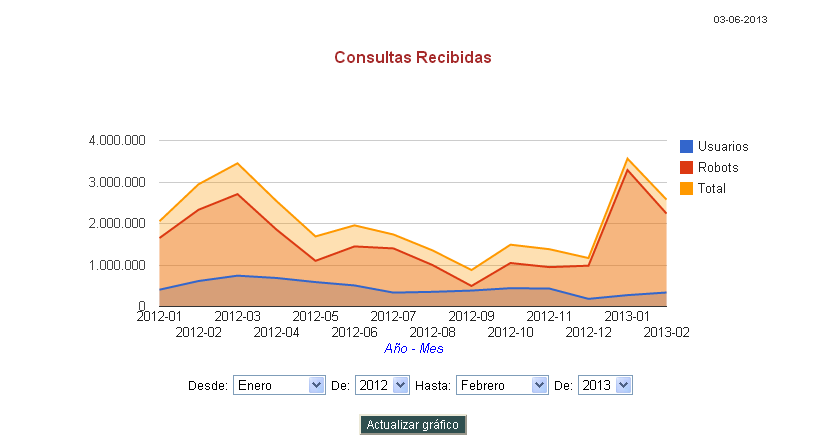 03-06-2013
Consultas Recibidas
4.000.000
3.000.000
2.000.000
1.000.000
0
Usuarios
Robots
Total
2012-01 2012-03 2012-05 2012-07 2012-09 2012-11 2013-01
2012-02 2012-04 2012-06 2012-08 2012-10 2012-12 2013-02
Año - Mes
Desde: Enero De: 2012 Hasta: Febrero De: 2013
Actualizar gráfico